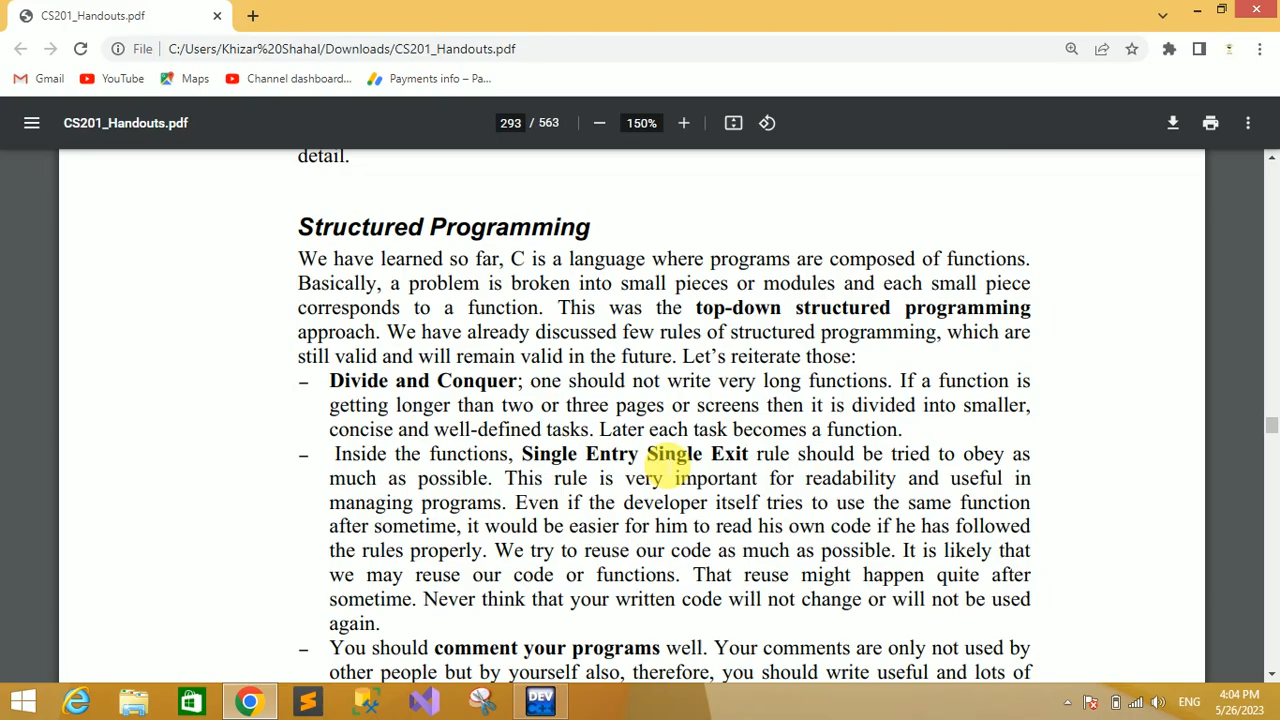 CS201_Handouts.pdf
File C:/Users/Khizar%20Shahal/Downloads/CS201_Handouts.pdf
Gmail YouTube Maps Channel dashboard... Payments info – Pa...
CS201_Handouts.pdf 293 / 563 150%
detail.
Structured Programming
We have learned so far, C is a language where programs are composed of functions.
Basically, a problem is broken into small pieces or modules and each small piece
corresponds to a function. This was the top-down structured programming
approach. We have already discussed few rules of structured programming, which are
still valid and will remain valid in the future. Let’s reiterate those:
– Divide and Conquer; one should not write very long functions. If a function is
getting longer than two or three pages or screens then it is divided into smaller,
concise and well-defined tasks. Later each task becomes a function.
– Inside the functions, Single Entry Single Exit rule should be tried to obey as
much as possible. This rule is very important for readability and useful in
managing programs. Even if the developer itself tries to use the same function
after sometime, it would be easier for him to read his own code if he has followed
the rules properly. We try to reuse our code as much as possible. It is likely that
we may reuse our code or functions. That reuse might happen quite after
sometime. Never think that your written code will not change or will not be used
again.
– You should comment your programs well. Your comments are only not used by
other people but by yourself also, therefore, you should write useful and lots of
DEV
ENG
4:04 PM
5/26/2023